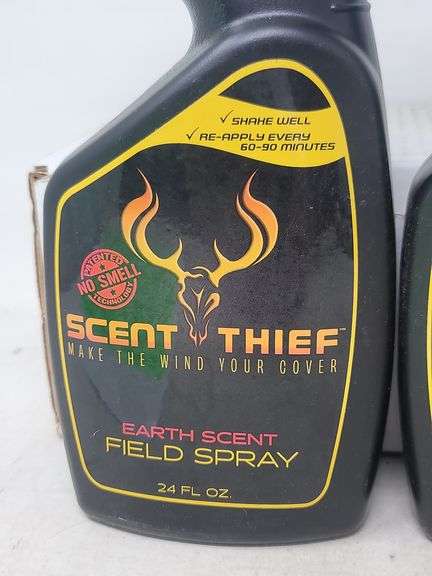 ✓ SHAKE WELL
✓ RE-APPLY EVERY
60-90 MINUTES
PATENTED
NO SMELL
TECHNOLOGY
SCENT THIEF™
MAKE THE WIND YOUR COVER
EARTH SCENT
FIELD SPRAY
24 FL OZ.